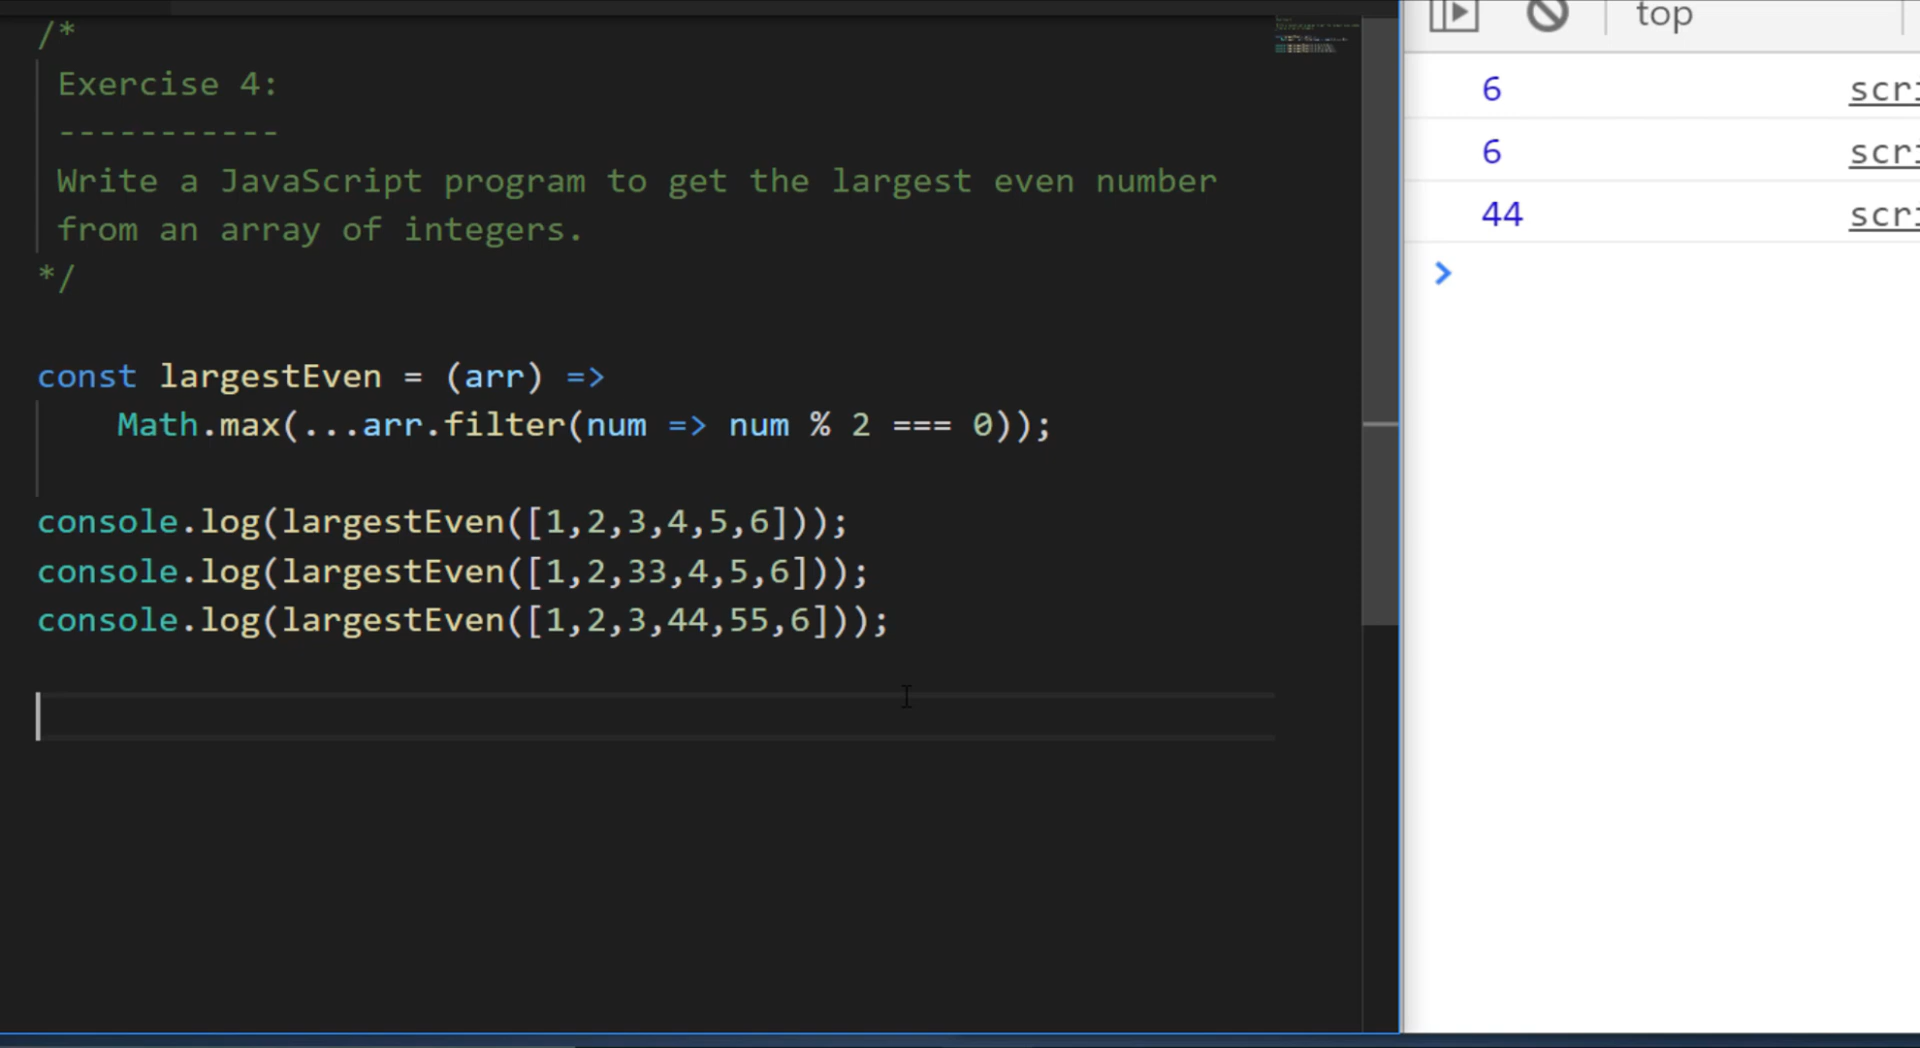 /*
Exercise 4:
-----------
Write a JavaScript program to get the largest even number
from an array of integers.
*/
const largestEven = (arr) =>
Math.max(...arr.filter(num => num % 2 === 0));
console.log(largestEven([1,2,3,4,5,6]));
console.log(largestEven([1,2,33,4,5,6]));
console.log(largestEven([1,2,3,44,55,6]));
top
6 scri
6 scri
44 scri
>